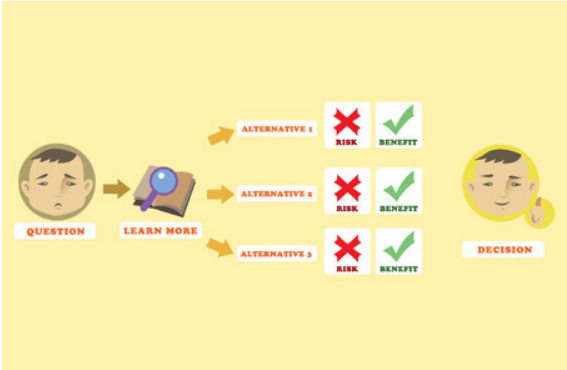 QUESTION
LEARN MORE
ALTERNATIVE 1
RISK
BENEFIT
ALTERNATIVE 2
RISK
BENEFIT
ALTERNATIVE 3
RISK
BENEFIT
DECISION